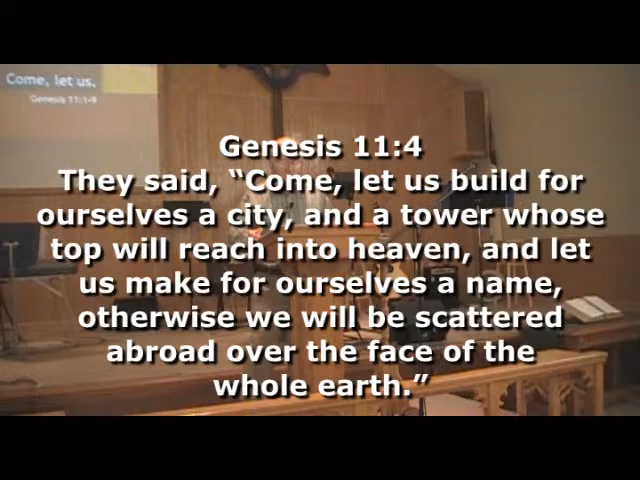 Come, let us.
Genesis 11:1-9
Genesis 11:4
They said, “Come, let us build for
ourselves a city, and a tower whose
top will reach into heaven, and let
us make for ourselves a name,
otherwise we will be scattered
abroad over the face of the
whole earth.”